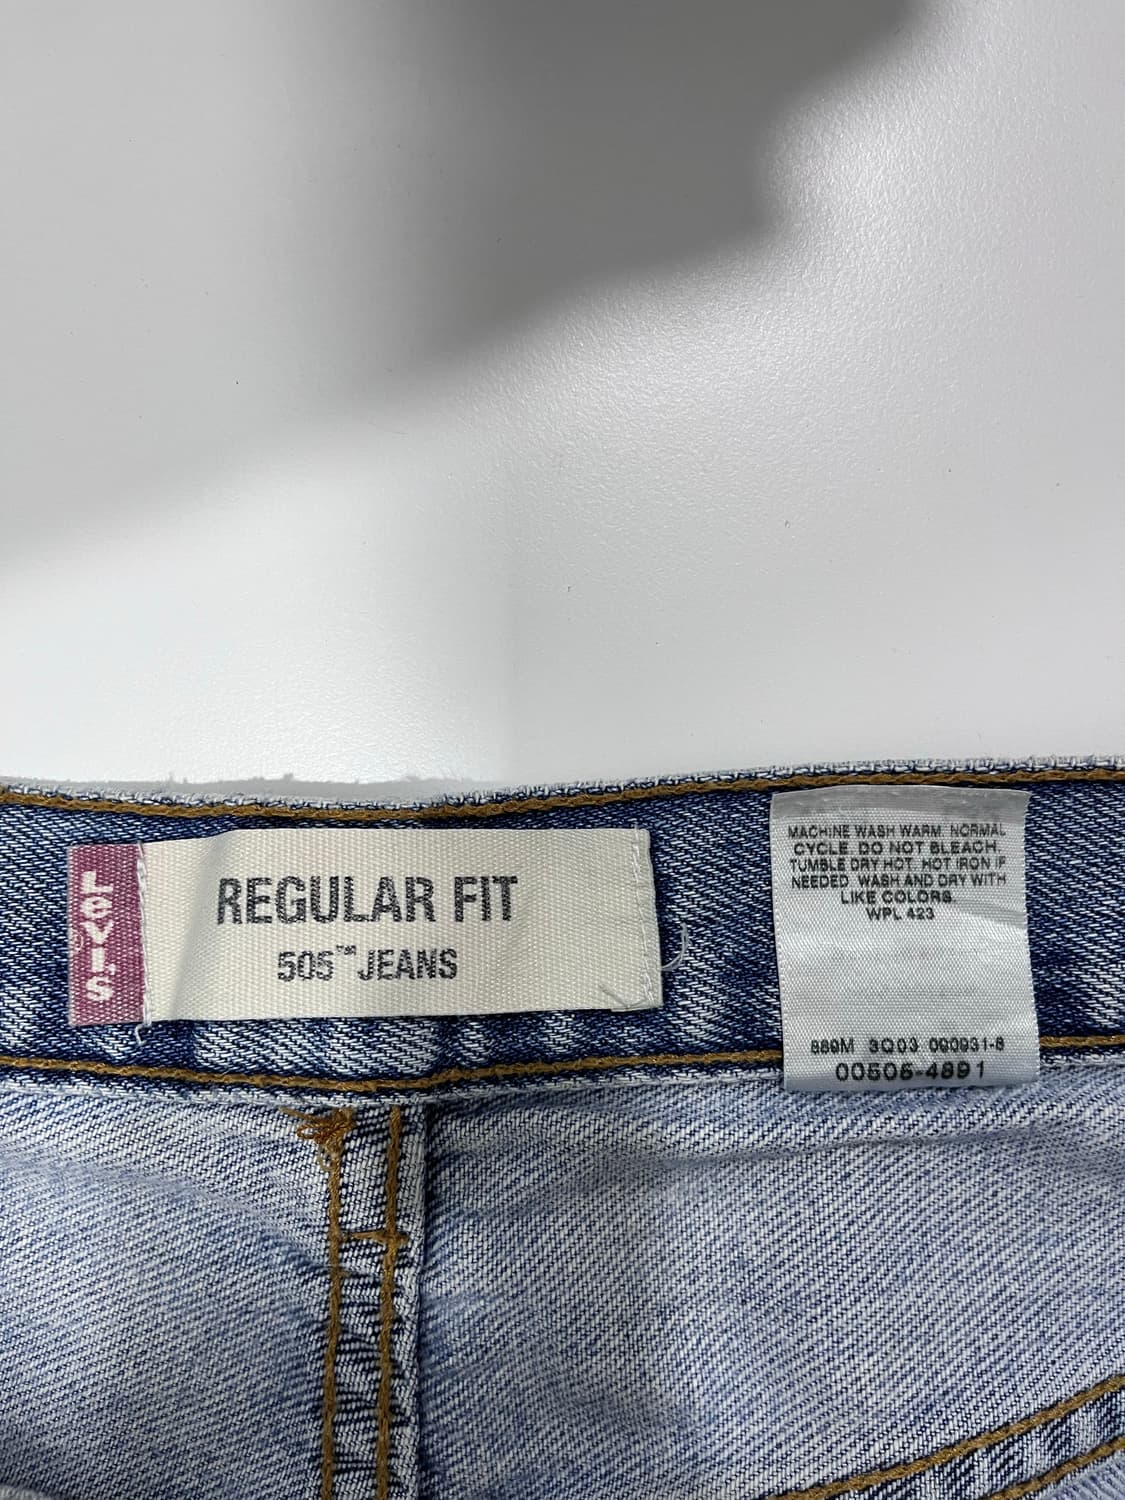 Levi's
REGULAR FIT
505™ JEANS
MACHINE WASH WARM. NORMAL
CYCLE. DO NOT BLEACH.
TUMBLE DRY HOT. HOT IRON IF
NEEDED. WASH AND DRY WITH
LIKE COLORS.
WPL 423
3Q03
00505-4891